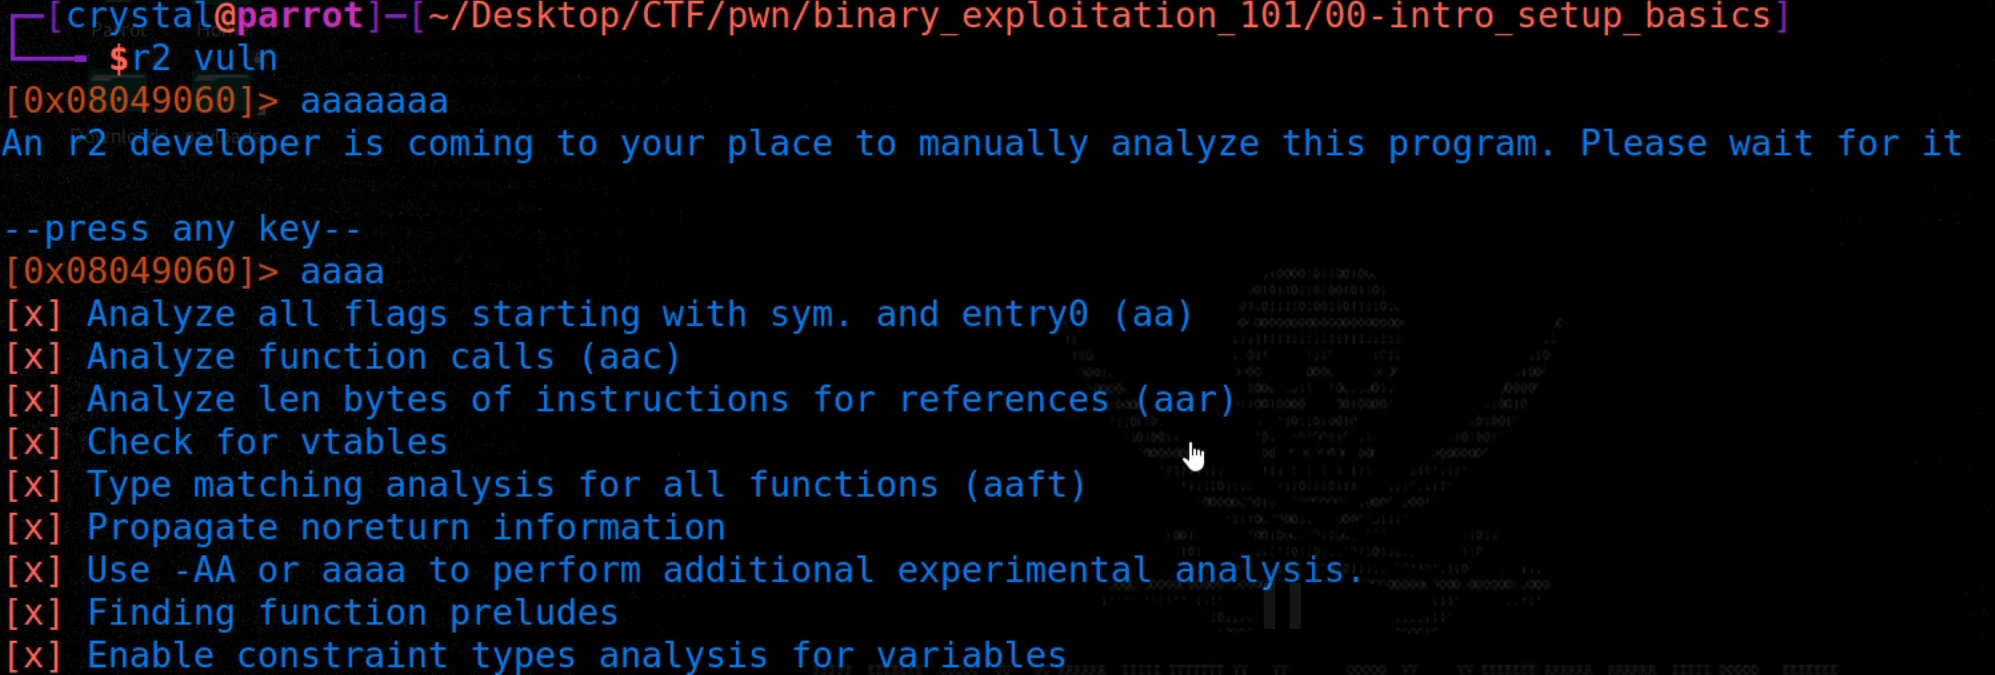 ┌─[crystal@parrot]─[~/Desktop/CTF/pwn/binary_exploitation_101/00-intro_setup_basics]
└──╼ $r2 vuln
[0x08049060]> aaaaaaa
An r2 developer is coming to your place to manually analyze this program. Please wait for it

--press any key--
[0x08049060]> aaaa
[x] Analyze all flags starting with sym. and entry0 (aa)
[x] Analyze function calls (aac)
[x] Analyze len bytes of instructions for references (aar)
[x] Check for vtables
[x] Type matching analysis for all functions (aaft)
[x] Propagate noreturn information
[x] Use -AA or aaaa to perform additional experimental analysis.
[x] Finding function preludes
[x] Enable constraint types analysis for variables